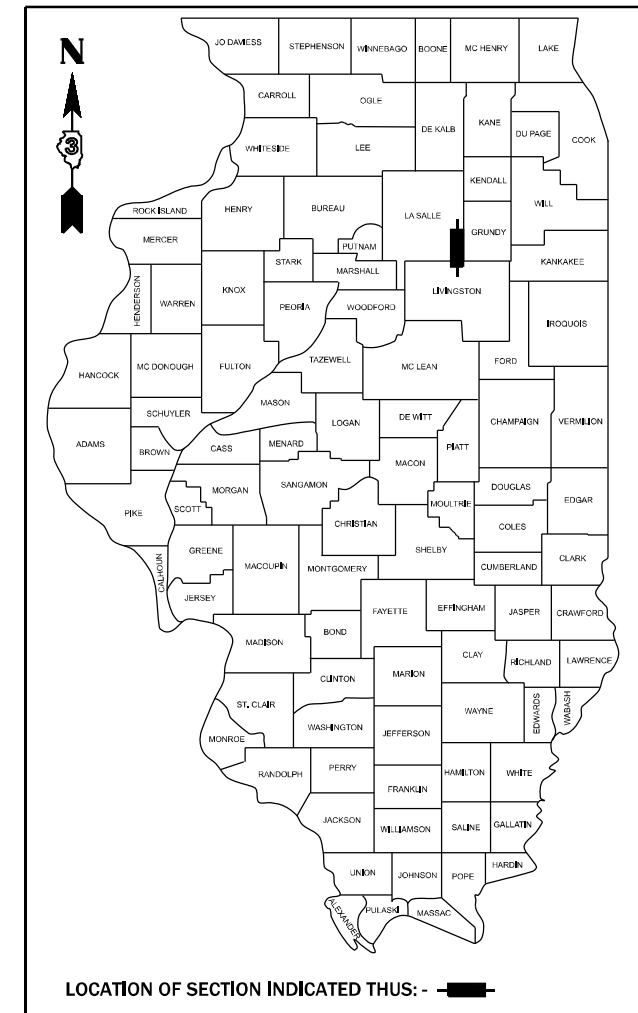 JO DAVIESS STEPHENSON WINNEBAGO BOONE MC HENRY LAKE
N
CARROLL OGLE KANE
DE KALB DU PAGE COOK
3
WHITESIDE LEE
KENDALL
ROCK ISLAND HENRY BUREAU LA SALLE WILL
MERCER PUTNAM GRUNDY
STARK MARSHALL KANKAKEE
HENDERSON WARREN KNOX LIVINGSTON
PEORIA WOODFORD
IROQUOIS
HANCOCK MC DONOUGH FULTON TAZEWELL MC LEAN FORD
MASON
SCHUYLER LOGAN DE WITT CHAMPAIGN VERMILION
ADAMS BROWN CASS MENARD PIATT
MACON
MORGAN SANGAMON DOUGLAS
PIKE SCOTT CHRISTIAN MOULTRIE EDGAR
COLES
GREENE SHELBY
CALHOUN MACOUPIN MONTGOMERY CUMBERLAND CLARK
JERSEY
FAYETTE EFFINGHAM JASPER CRAWFORD
MADISON BOND
CLAY RICHLAND LAWRENCE
CLINTON MARION
ST. CLAIR WAYNE EDWARDS WABASH
WASHINGTON JEFFERSON
MONROE
RANDOLPH PERRY HAMILTON WHITE
FRANKLIN
JACKSON WILLIAMSON SALINE GALLATIN
HARDIN
UNION JOHNSON POPE
ALEXANDER PULASKI MASSAC
LOCATION OF SECTION INDICATED THUS: -